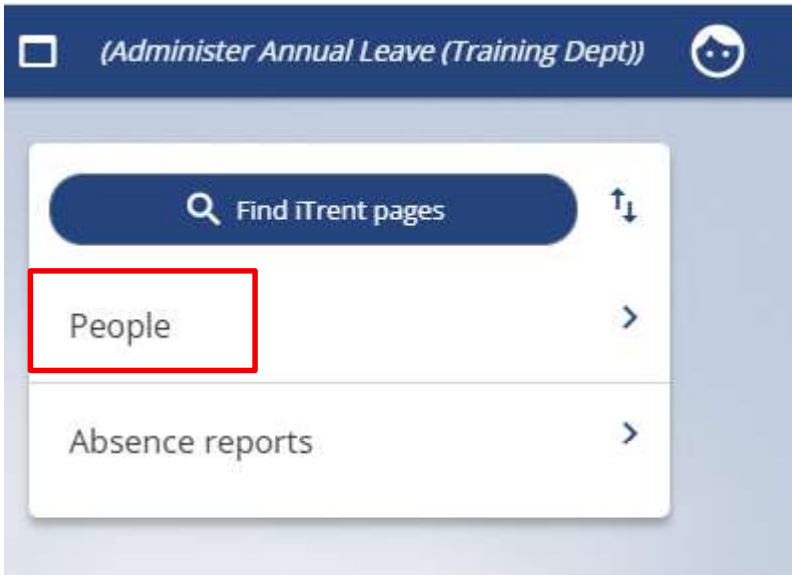 (Administer Annual Leave (Training Dept))
Find iTrent pages
People
Absence reports